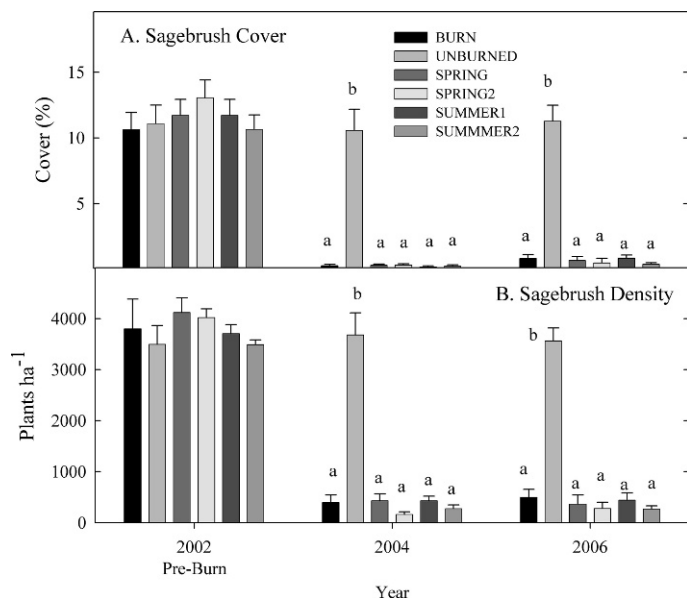 A. Sagebrush Cover
BURN
UNBURNED
SPRING
SPRING2
SUMMER1
SUMMMER2
15
10
5
Cover (%)
b
b
a a a a a
a a a a a
B. Sagebrush Density
4000
3000
2000
1000
0
Plants ha⁻¹
b
b
a a a a a
a a a a a
2002 2004 2006
Pre-Burn
Year